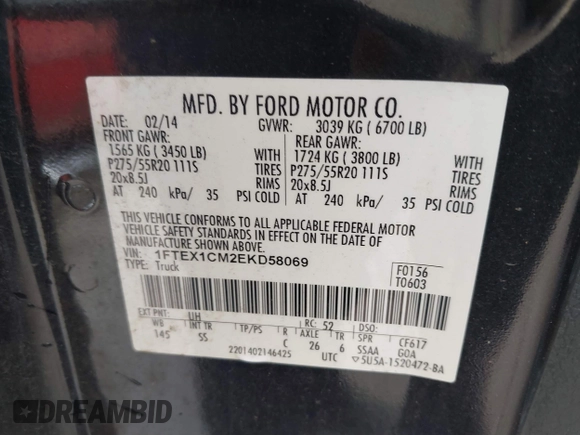 MFD. BY FORD MOTOR CO.
DATE: 02/14 GVWR: 3039 KG ( 6700 LB)
FRONT GAWR: REAR GAWR:
1565 KG ( 3450 LB) WITH 1724 KG ( 3800 LB) WITH
P275/55R20 111S TIRES P275/55R20 111S TIRES
20x8.5J RIMS 20x8.5J RIMS
AT 240 kPa/ 35 PSI COLD AT 240 kPa/ 35 PSI COLD
THIS VEHICLE CONFORMS TO ALL APPLICABLE FEDERAL MOTOR
VEHICLE SAFETY STANDARDS IN EFFECT ON THE DATE OF
MANUFACTURE SHOWN ABOVE.
VIN: 1FTEX1CM2EKD58069
TYPE: Truck
F0156
T0603
EXT PNT: UH RC: 52 DSO:
WB INT TR TP/PS R AXLE TR SPR CF617
145 SS C 26 6 SSAA GOA
2201402146425 UTC 5U5A-1520472-BA
DREAMBID